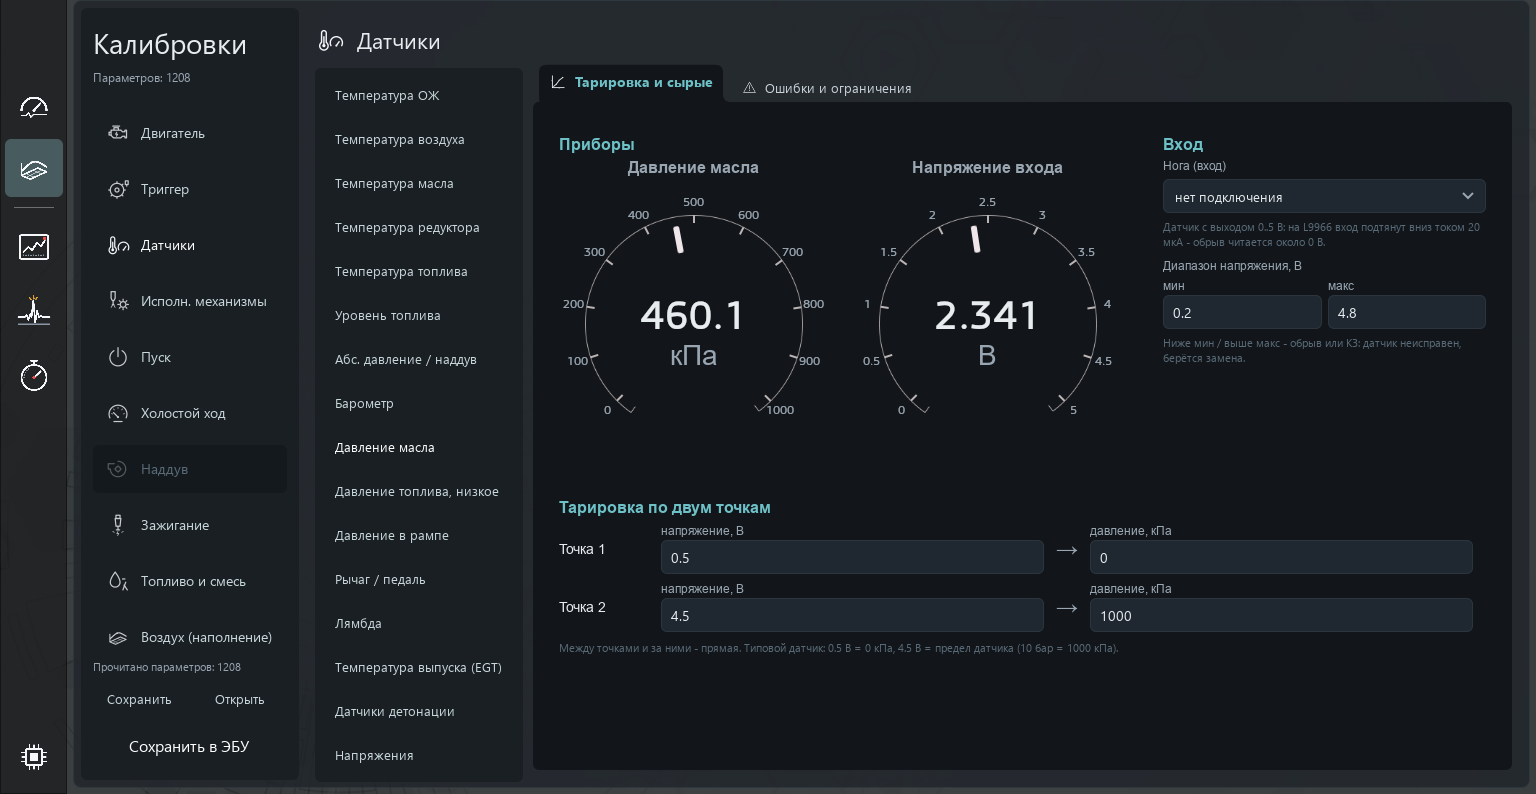 Калибровки
Параметров: 1208
Двигатель
Триггер
Датчики
Исполн. механизмы
Пуск
Холостой ход
Наддув
Зажигание
Топливо и смесь
Воздух (наполнение)
Прочитано параметров: 1208
Сохранить
Открыть
Сохранить в ЭБУ
Датчики
Температура ОЖ
Температура воздуха
Температура масла
Температура редуктора
Температура топлива
Уровень топлива
Абс. давление / наддув
Барометр
Давление масла
Давление топлива, низкое
Давление в рампе
Рычаг / педаль
Лямбда
Температура выпуска (EGT)
Датчики детонации
Напряжения
Тарировка и сырые
Ошибки и ограничения
Приборы
Давление масла
0
100
200
300
400
500
600
700
800
900
1000
460.1
кПа
Напряжение входа
0
0.5
1
1.5
2
2.5
3
3.5
4
4.5
5
2.341
В
Вход
Нога (вход)
нет подключения
Датчик с выходом 0..5 В: на L9966 вход подтянут вниз током 20
мкА - обрыв читается около 0 В.
Диапазон напряжения, В
мин
макс
0.2
4.8
Ниже мин / выше макс - обрыв или КЗ: датчик неисправен,
берётся замена.
Тарировка по двум точкам
напряжение, В
давление, кПа
Точка 1
0.5
→
0
напряжение, В
давление, кПа
Точка 2
4.5
→
1000
Между точками и за ними - прямая. Типовой датчик: 0.5 В = 0 кПа, 4.5 В = предел датчика (10 бар = 1000 кПа).